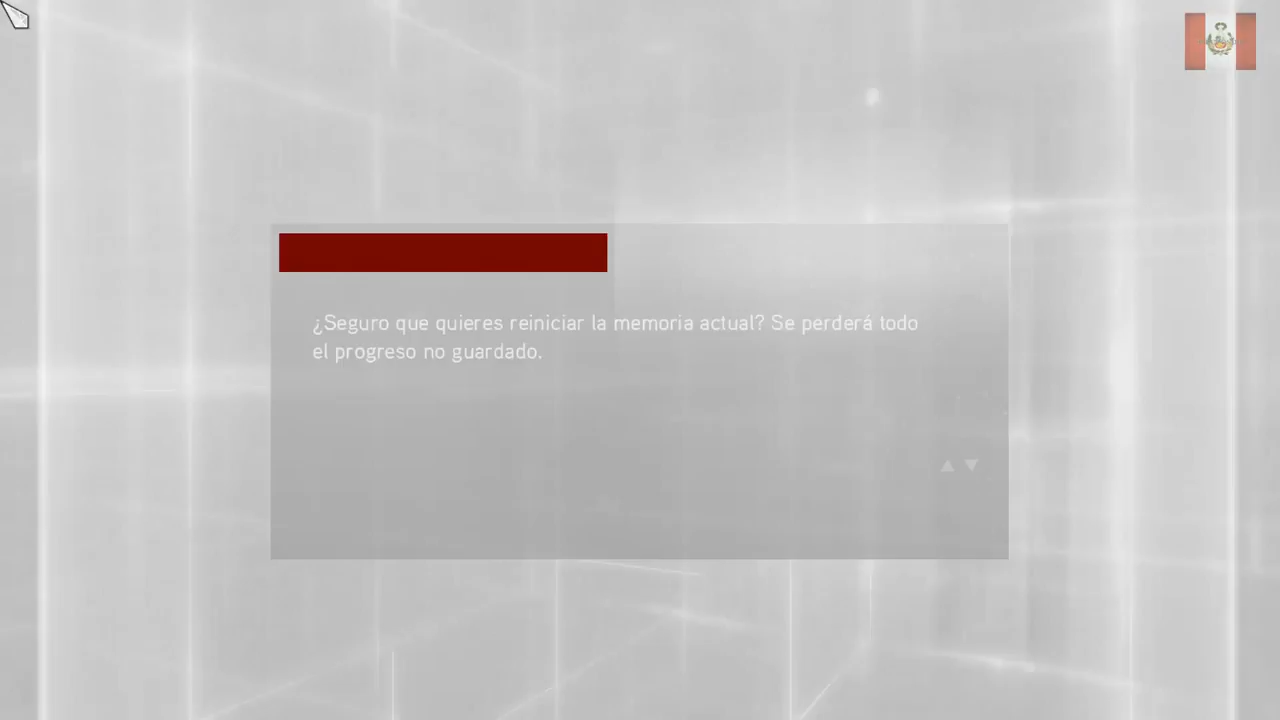 ¿Seguro que quieres reiniciar la memoria actual? Se perderá todo
el progreso no guardado.